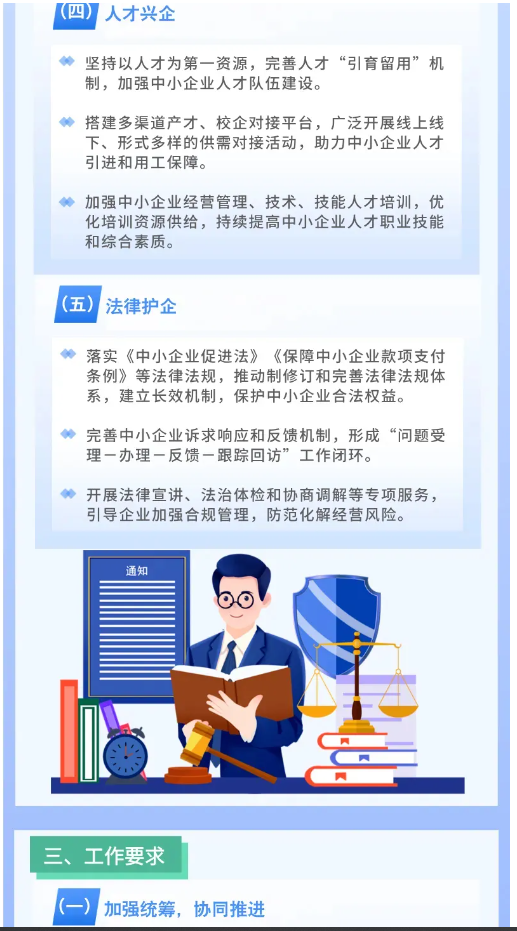 （四）人才兴企
坚持以人才为第一资源，完善人才“引育留用”机
制，加强中小企业人才队伍建设。
搭建多渠道产才、校企对接平台，广泛开展线上线
下、形式多样的供需对接活动，助力中小企业人才
引进和用工保障。
加强中小企业经营管理、技术、技能人才培训，优
化培训资源供给，持续提高中小企业人才职业技能
和综合素质。
（五）法律护企
落实《中小企业促进法》《保障中小企业款项支付
条例》等法律法规，推动制修订和完善法律法规体
系，建立长效机制，保护中小企业合法权益。
完善中小企业诉求响应和反馈机制，形成“问题受
理－办理－反馈－跟踪回访”工作闭环。
开展法律宣讲、法治体检和协商调解等专项服务，
引导企业加强合规管理，防范化解经营风险。
通知
三、工作要求
（一）加强统筹，协同推进